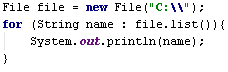 File file = new File("C:\\");
for (String name : file.list()){
    System.out.println(name);
}